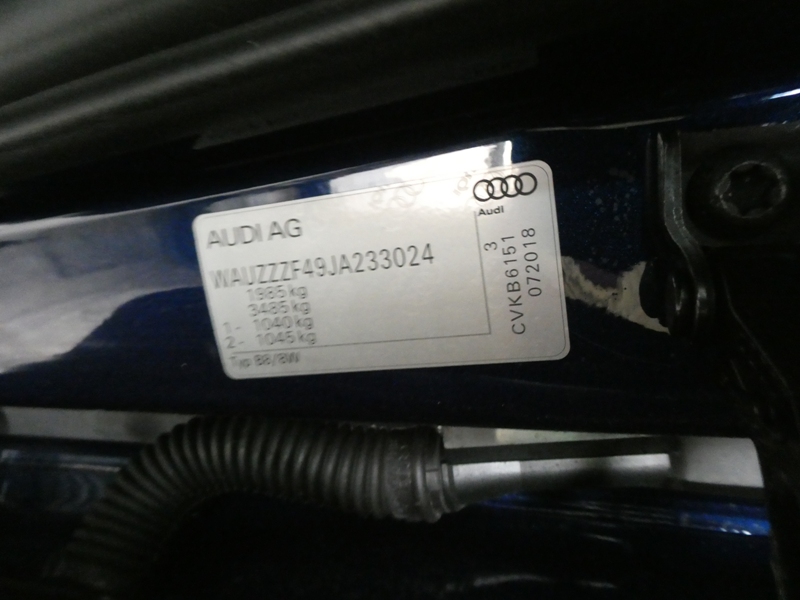 Audi
AUDI AG
WAUZZZF49JA233024
1985 kg
3485 kg
1- 1040 kg
2- 1045 kg
Typ B8/8W
3
CVKB6151
072018